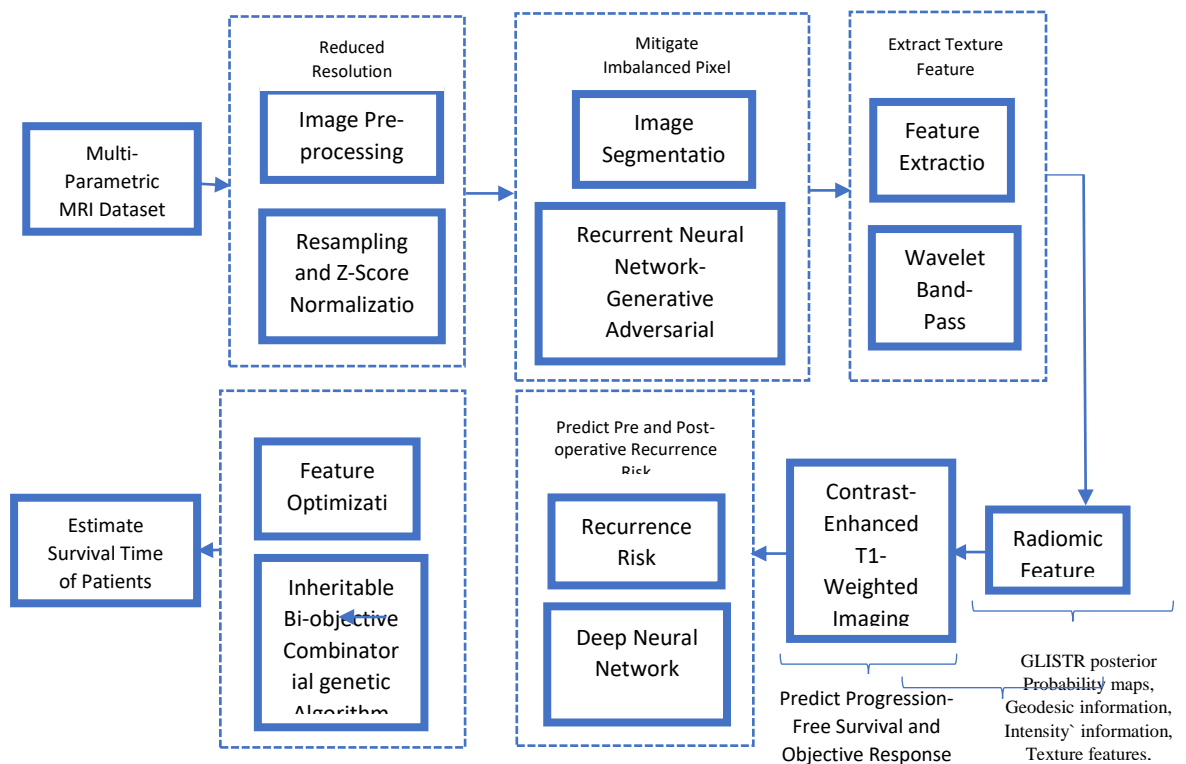 Reduced
Resolution
Image Pre-
processing
Resampling
and Z-Score
Normalizatio
Multi-
Parametric
MRI Dataset
Mitigate
Imbalanced Pixel
Image
Segmentatio
Recurrent Neural
Network-
Generative
Adversarial
Extract Texture
Feature
Feature
Extractio
Wavelet
Band-
Pass
Radiomic
Feature
GLISTR posterior
Probability maps,
Geodesic information,
Intensity` information,
Texture features,
Contrast-
Enhanced
T1-
Weighted
Imaging
Predict Progression-
Free Survival and
Objective Response
Predict Pre and Post-
operative Recurrence
Risk
Recurrence
Risk
Deep Neural
Network
Feature
Optimizati
Inheritable
Bi-objective
Combinator
ial genetic
Algorithm
Estimate
Survival Time
of Patients